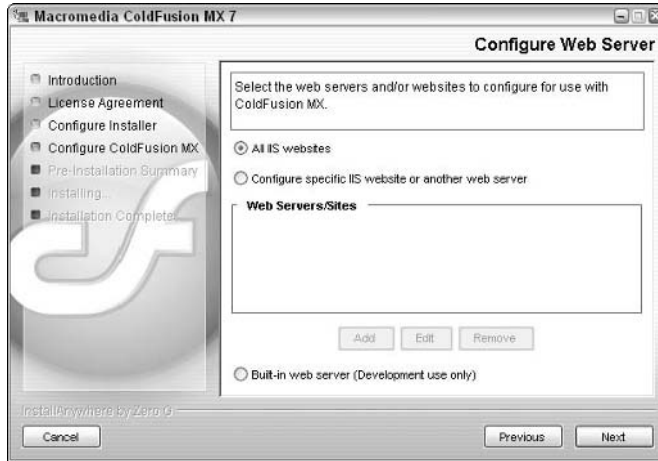 Macromedia ColdFusion MX 7
Configure Web Server
Introduction
License Agreement
Configure Installer
Configure ColdFusion MX
Pre-Installation Summary
Installing...
Installation Complete
Select the web servers and/or websites to configure for use with
ColdFusion MX.
All IIS websites
Configure specific IIS website or another web server
Web Servers/Sites
Add Edit Remove
Built-in web server (Development use only)
InstallAnywhere by Zero G
Cancel Previous Next